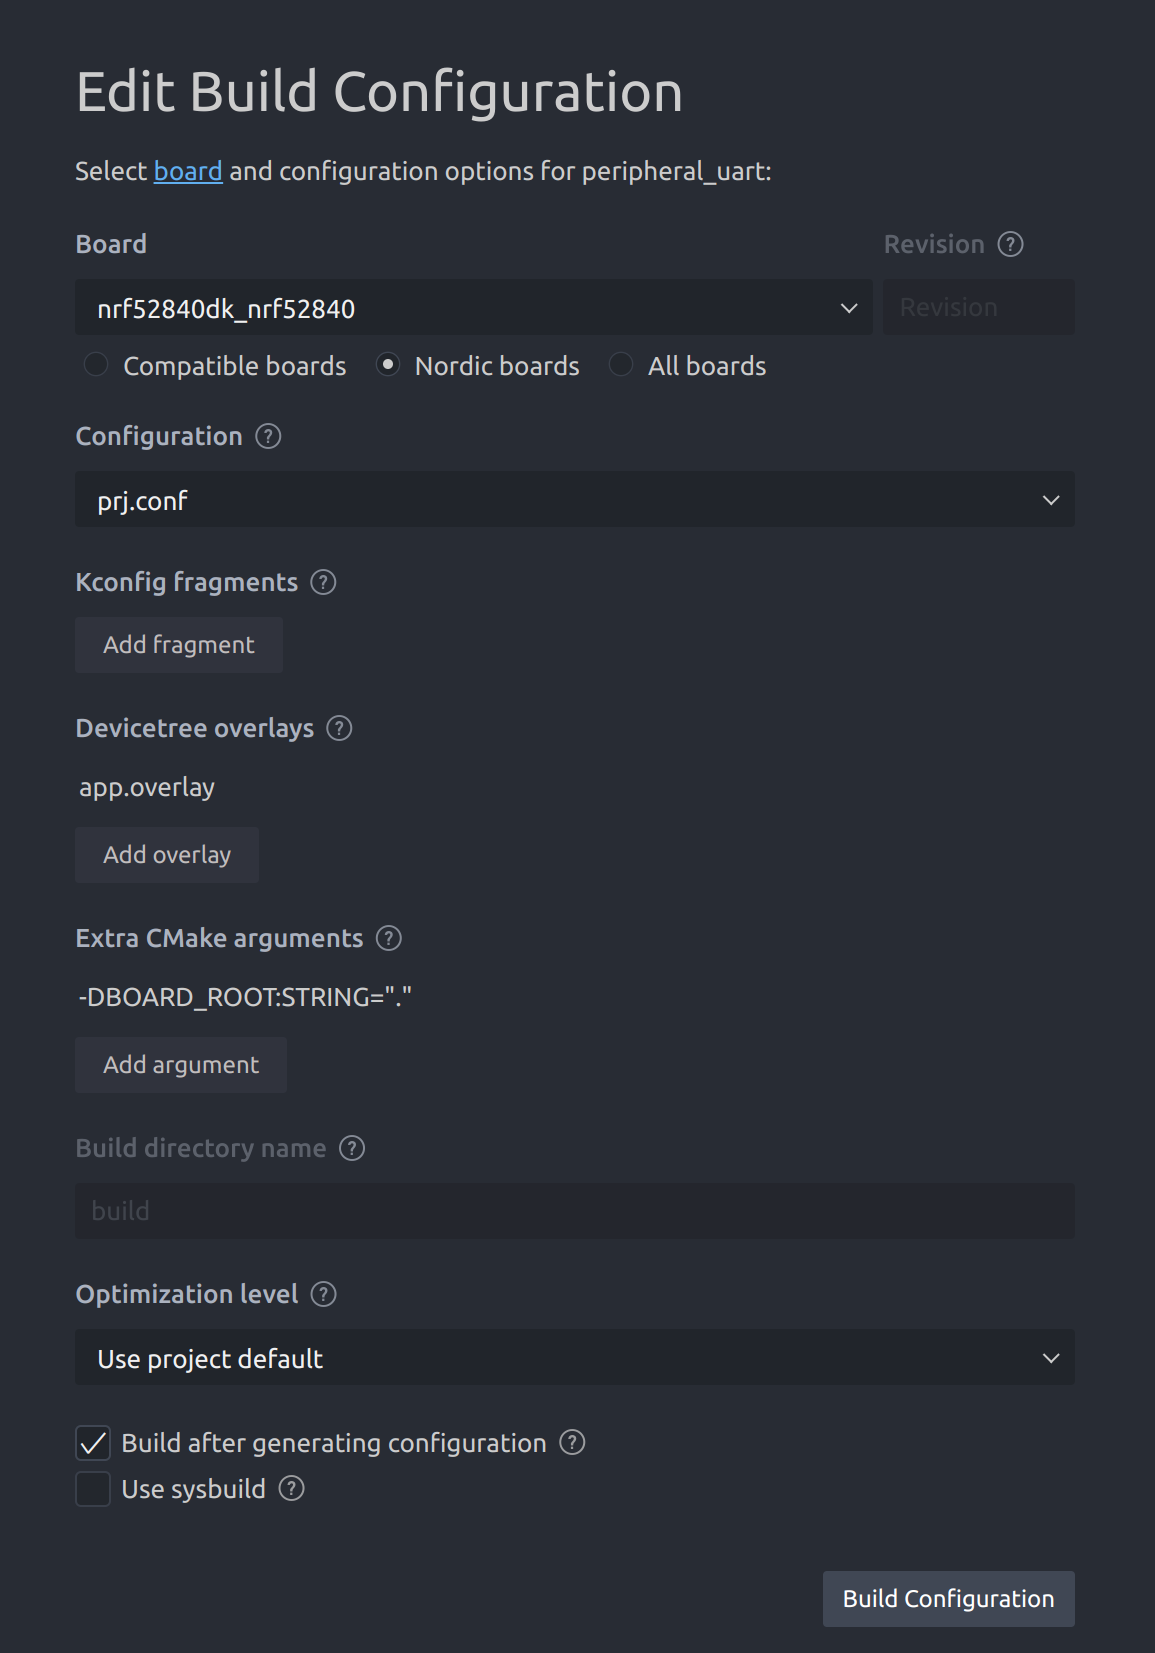 Edit Build Configuration
Select board and configuration options for peripheral_uart:
Board
Revision ?
nrf52840dk_nrf52840
Revision
Compatible boards
Nordic boards
All boards
Configuration ?
prj.conf
Kconfig fragments ?
Add fragment
Devicetree overlays ?
app.overlay
Add overlay
Extra CMake arguments ?
-DBOARD_ROOT:STRING="."
Add argument
Build directory name ?
build
Optimization level ?
Use project default
Build after generating configuration ?
Use sysbuild ?
Build Configuration